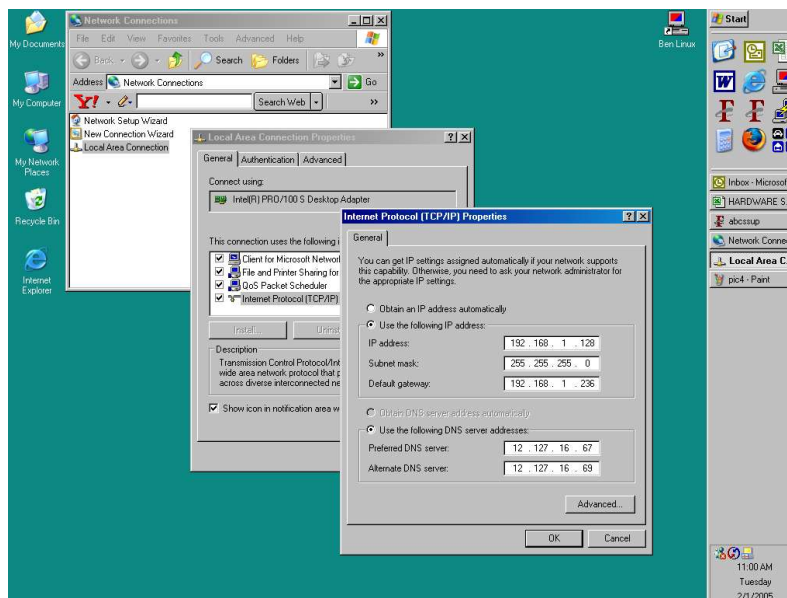 My Documents
My Computer
My Network
Places
Recycle Bin
Internet
Explorer
Network Connections
File Edit View Favorites Tools Advanced Help
Back Search Folders »
Address Network Connections Go
Y! Search Web »
Network Setup Wizard
New Connection Wizard
Local Area Connection
Local Area Connection Properties
General Authentication Advanced
Connect using:
Intel(R) PRO/100 S Desktop Adapter
This connection uses the following i
Client for Microsoft Networ
File and Printer Sharing for
QoS Packet Scheduler
Internet Protocol (TCP/IP)
Install... Unins
Description
Transmission Control Protocol/Int
wide area network protocol that p
across diverse interconnected ne
Show icon in notification area w
Internet Protocol (TCP/IP) Properties
General
You can get IP settings assigned automatically if your network supports
this capability. Otherwise, you need to ask your network administrator for
the appropriate IP settings.
Obtain an IP address automatically
Use the following IP address:
IP address: 192 . 168 . 1 . 128
Subnet mask: 255 . 255 . 255 . 0
Default gateway: 192 . 168 . 1 . 236
Obtain DNS server address automatically
Use the following DNS server addresses:
Preferred DNS server: 12 . 127 . 16 . 67
Alternate DNS server: 12 . 127 . 16 . 69
Advanced...
OK Cancel
Ben Linux
Start
W
F F
Inbox - Microsof
HARDWARE S
abcssup
Network Conne
Local Area C
pic4 - Paint
11:00 AM
Tuesday
2/1/2005